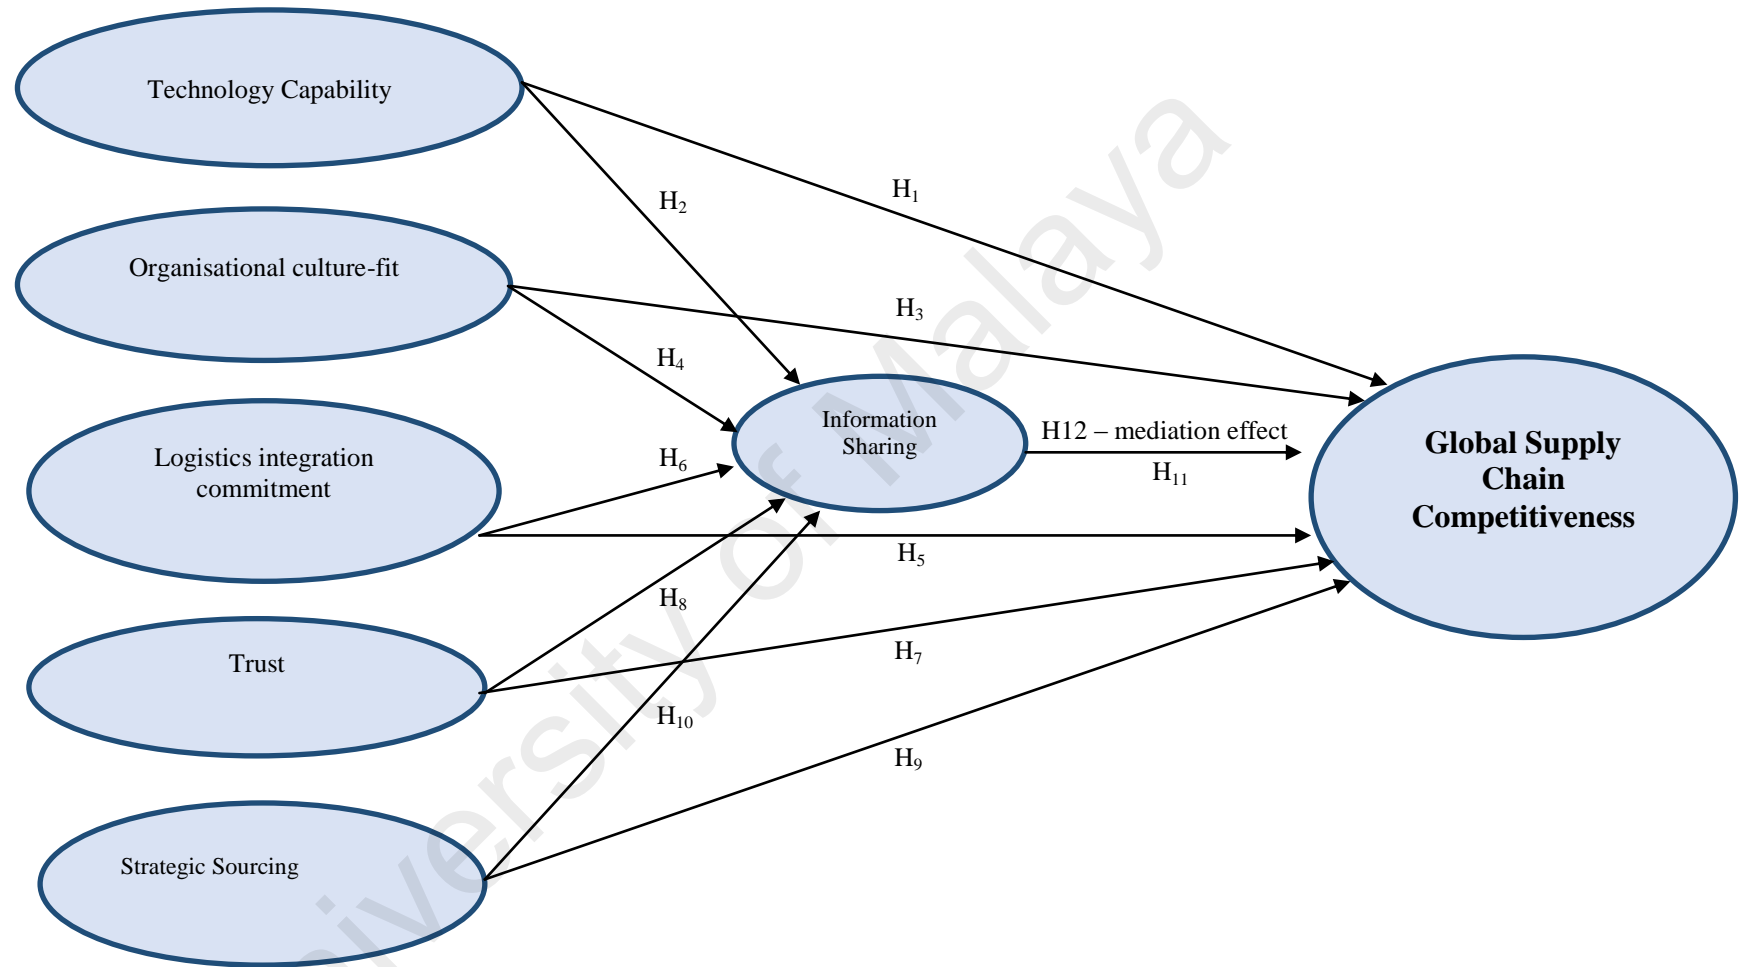 Technology Capability
H₁
H₂
Organisational culture-fit
H₃
H₄
Information
Sharing
H12 – mediation effect
H₁₁
Global Supply
Chain
Competitiveness
Logistics integration
commitment
H₆
H₅
H₈
Trust
H₇
H₁₀
H₉
Strategic Sourcing
University of Malaya